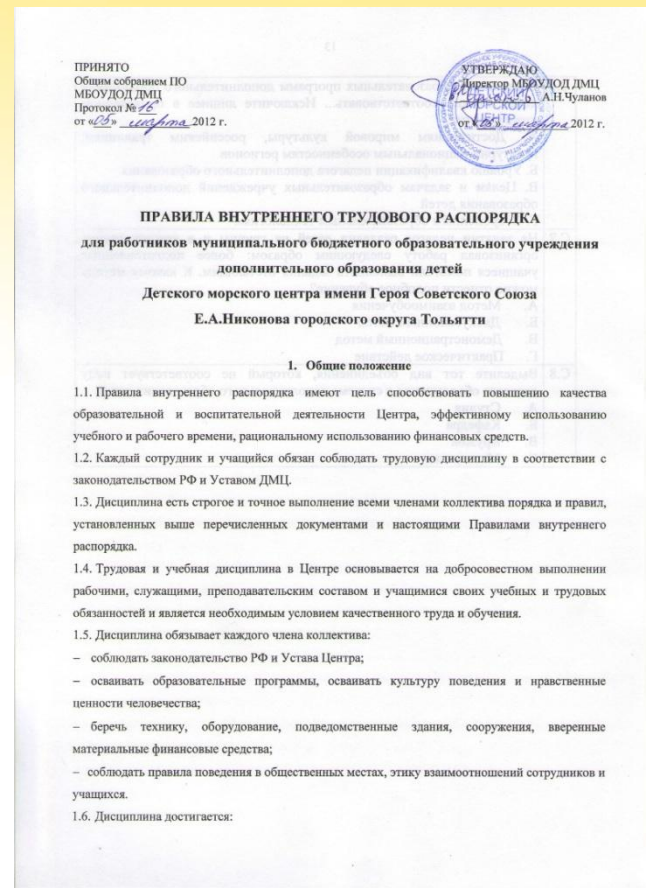 ПРИНЯТО
Общим собранием ПО
МБОУДОД ДМЦ
Протокол № 16
от «05» марта 2012 г.
УТВЕРЖДАЮ
Директор МБОУДОД ДМЦ
А.Н.Чуланов
от «05» марта 2012 г.
ДЕТСКИЙ
МОРСКОЙ
ЦЕНТР
ПРАВИЛА ВНУТРЕННЕГО ТРУДОВОГО РАСПОРЯДКА
для работников муниципального бюджетного образовательного учреждения
дополнительного образования детей
Детского морского центра имени Героя Советского Союза
Е.А.Никонова городского округа Тольятти
1. Общие положение
1.1. Правила внутреннего распорядка имеют цель способствовать повышению качества
образовательной и воспитательной деятельности Центра, эффективному использованию
учебного и рабочего времени, рациональному использованию финансовых средств.
1.2. Каждый сотрудник и учащийся обязан соблюдать трудовую дисциплину в соответствии с
законодательством РФ и Уставом ДМЦ.
1.3. Дисциплина есть строгое и точное выполнение всеми членами коллектива порядка и правил,
установленных выше перечисленных документами и настоящими Правилами внутреннего
распорядка.
1.4. Трудовая и учебная дисциплина в Центре основывается на добросовестном выполнении
рабочими, служащими, преподавательским составом и учащимися своих учебных и трудовых
обязанностей и является необходимым условием качественного труда и обучения.
1.5. Дисциплина обязывает каждого члена коллектива:
– соблюдать законодательство РФ и Устава Центра;
– осваивать образовательные программы, осваивать культуру поведения и нравственные
ценности человечества;
– беречь технику, оборудование, подведомственные здания, сооружения, вверенные
материальные финансовые средства;
– соблюдать правила поведения в общественных местах, этику взаимоотношений сотрудников и
учащихся.
1.6. Дисциплина достигается: